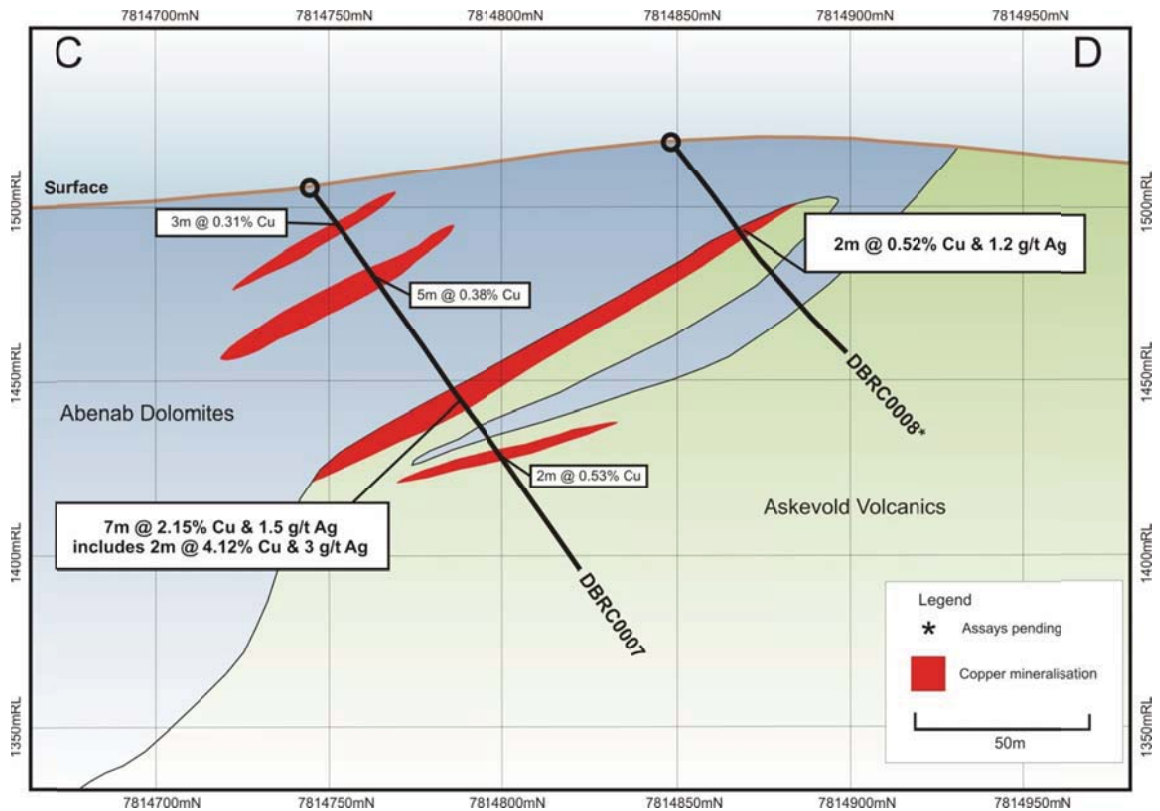 7814700mN
7814750mN
7814800mN
7814850mN
7814900mN
7814950mN
C
D
Surface
1500mRL
1500mRL
3m @ 0.31% Cu
2m @ 0.52% Cu & 1.2 g/t Ag
5m @ 0.38% Cu
1450mRL
1450mRL
DBRC0008*
Abenab Dolomites
2m @ 0.53% Cu
Askevold Volcanics
7m @ 2.15% Cu & 1.5 g/t Ag
includes 2m @ 4.12% Cu & 3 g/t Ag
1400mRL
1400mRL
DBRC0007
Legend
* Assays pending
Copper mineralisation
50m
1350mRL
1350mRL
7814700mN
7814750mN
7814800mN
7814850mN
7814900mN
7814950mN